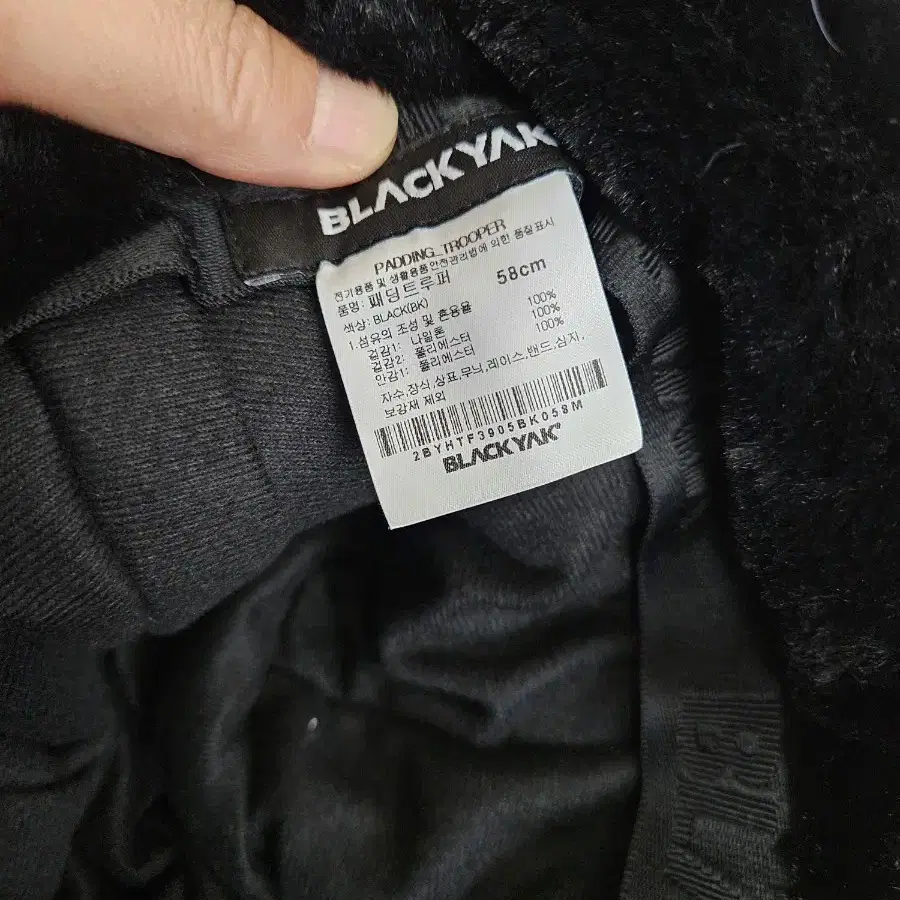 BLACKYAK
PADDING_TROOPER
전기용품 및 생활용품안전관리법에 의한 품질표시
품명: 패딩트루퍼 58cm
색상: BLACK(BK)
1.섬유의 조성 및 혼용율
겉감1: 나일론 100%
겉감2: 폴리에스터 100%
안감1: 폴리에스터 100%
자수,장식,상표,무늬,레이스,밴드,심지,
보강재 제외
2BYHTF3905BK058M
BLACKYAK